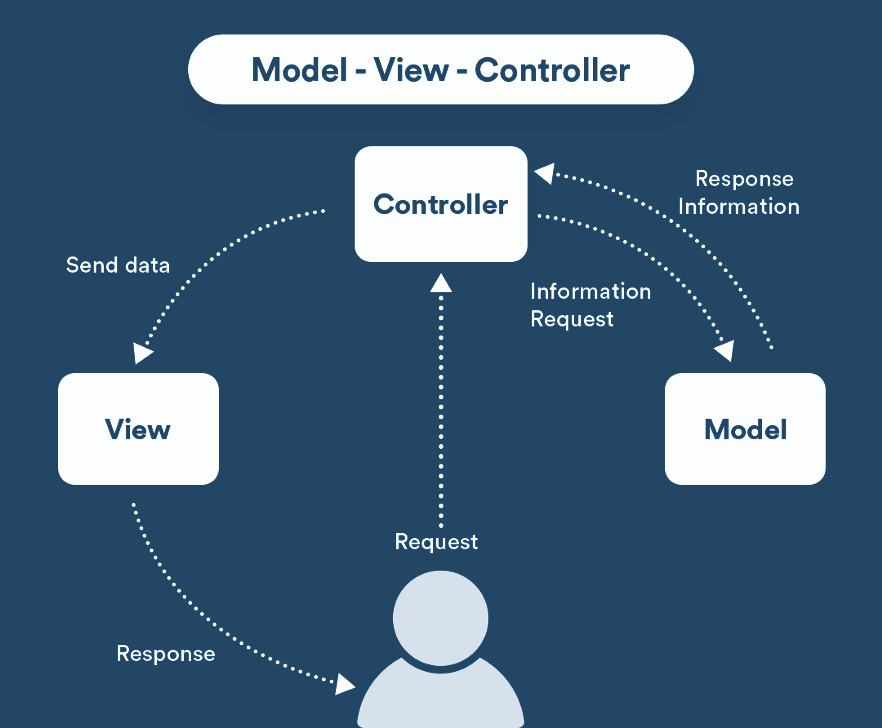 Model - View - Controller
Controller
Response
Information
Send data
Information
Request
View
Model
Request
Response